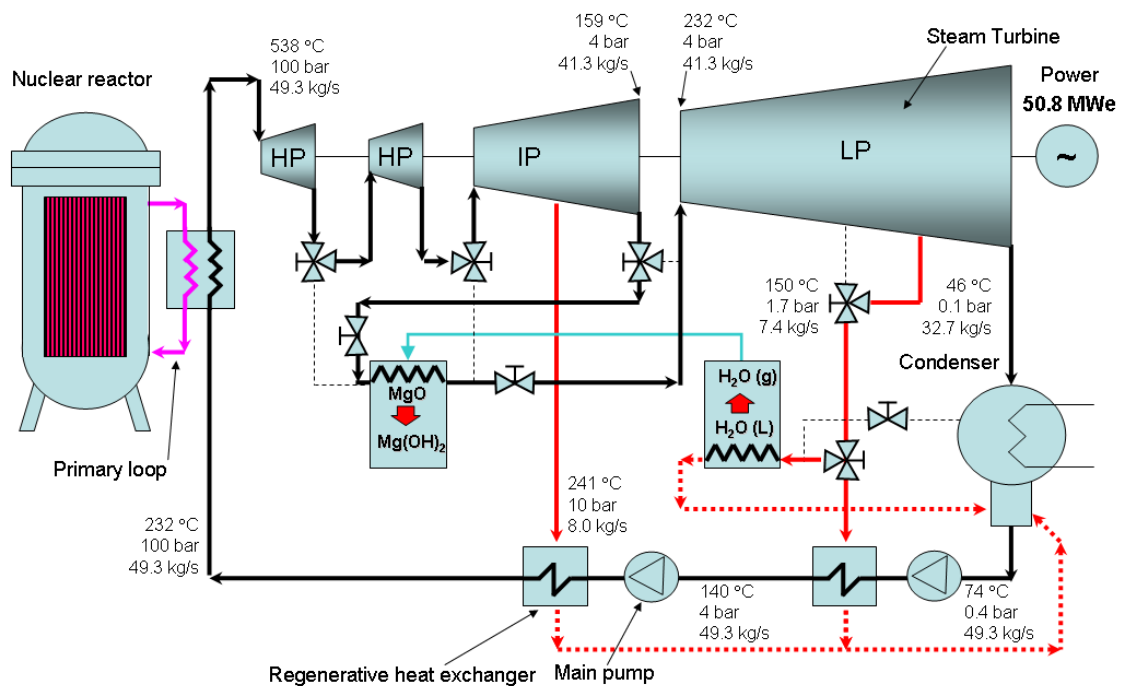 159 °C
4 bar
41.3 kg/s
232 °C
4 bar
41.3 kg/s
Steam Turbine
538 °C
100 bar
49.3 kg/s
Nuclear reactor
Power
50.8 MWe
HP
HP
IP
LP
~
150 °C
1.7 bar
7.4 kg/s
46 °C
0.1 bar
32.7 kg/s
Condenser
MgO
Mg(OH)₂
H₂O (g)
H₂O (L)
Primary loop
232 °C
100 bar
49.3 kg/s
241 °C
10 bar
8.0 kg/s
140 °C
4 bar
49.3 kg/s
74 °C
0.4 bar
49.3 kg/s
Regenerative heat exchanger
Main pump